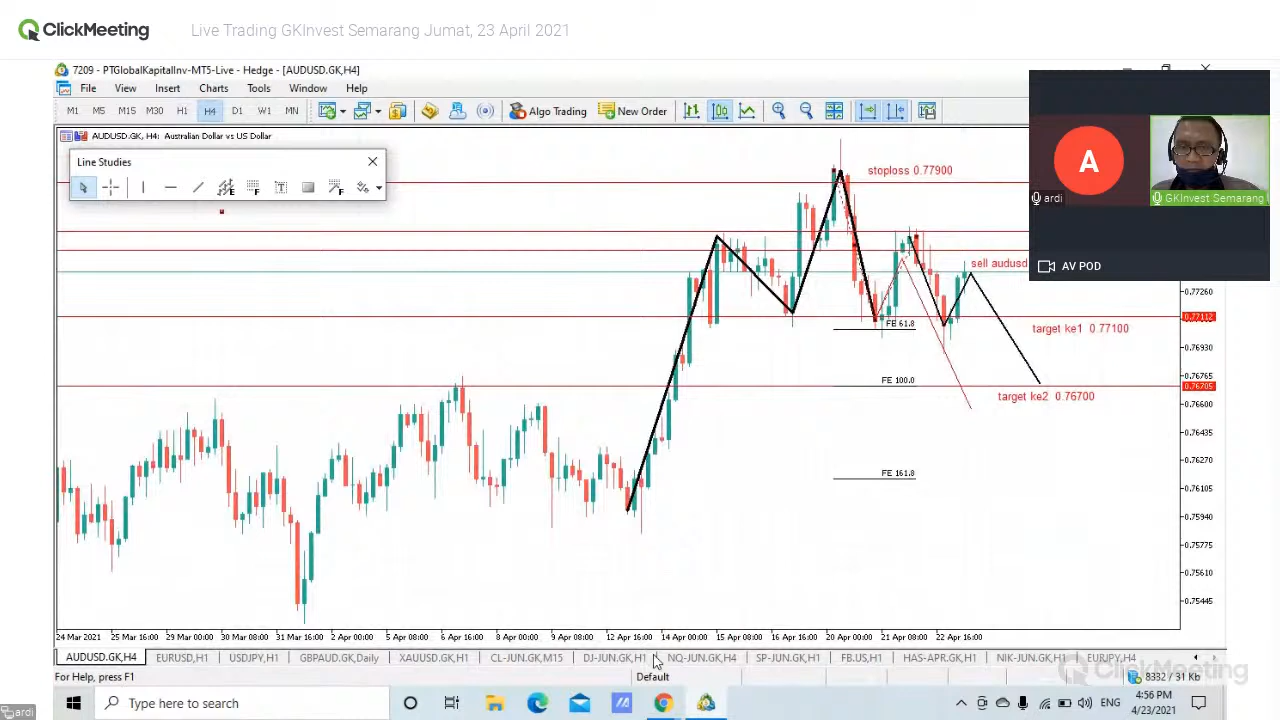 ClickMeeting
Live Trading GKInvest Semarang Jumat, 23 April 2021
7209 - PTGlobalKapitalInv-MT5-Live - Hedge - [AUDUSD.GK,H4]
File View Insert Charts Tools Window Help
M1 M5 M15 M30 H1 H4 D1 W1 MN Algo Trading New Order
AUDUSD.GK, H4: Australian Dollar vs US Dollar
Line Studies
stoploss 0.77900
A
ardi
GKInvest Semarang
AV POD
sell audusd
0.77260
0.77112
target ke1 0.77100
FE 61.8
0.76930
0.76765
FE 100.0
0.76705
target ke2 0.76700
0.76600
0.76435
0.76270
FE 161.8
0.76105
0.75940
0.75775
0.75610
0.75445
24 Mar 2021 25 Mar 16:00 29 Mar 00:00 30 Mar 08:00 31 Mar 16:00 2 Apr 00:00 5 Apr 08:00 6 Apr 16:00 8 Apr 00:00 9 Apr 08:00 12 Apr 16:00 14 Apr 00:00 15 Apr 08:00 16 Apr 16:00 20 Apr 00:00 21 Apr 08:00 22 Apr 16:00
AUDUSD.GK,H4 EURUSD,H1 USDJPY,H1 GBPAUD.GK,Daily XAUUSD.GK,H1 CL-JUN.GK,M15 DJ-JUN.GK,H1 NQ-JUN.GK,H4 SP-JUN.GK,H1 FB.US,H1 HAS-APR.GK,H1 NIK-JUN.GK,H1 EURJPY,H4
For Help, press F1
Default
8332 / 31 Kb
ClickMeeting
Type here to search
ENG
4:56 PM
4/23/2021
ardi